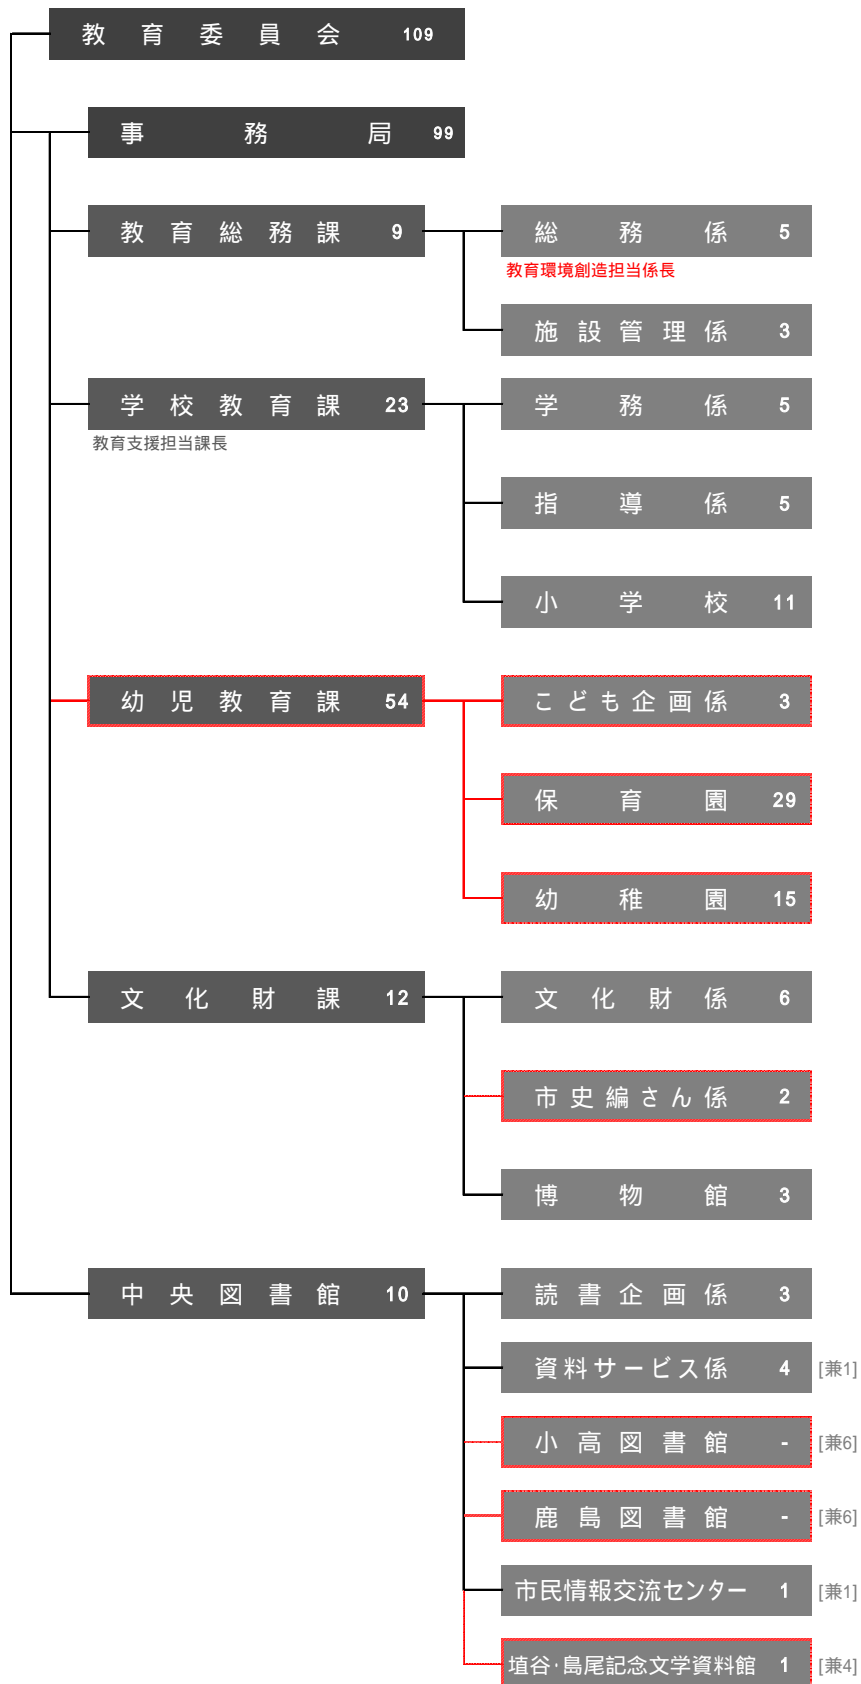 教育委員会 109
事務局 99
教育総務課 9
総務係 5
教育環境創造担当係長
施設管理係 3
学校教育課 23
教育支援担当課長
学務係 5
指導係 5
小学校 11
幼児教育課 54
こども企画係 3
保育園 29
幼稚園 15
文化財課 12
文化財係 6
市史編さん係 2
博物館 3
中央図書館 10
読書企画係 3
資料サービス係 4 [兼1]
小高図書館 - [兼6]
鹿島図書館 - [兼6]
市民情報交流センター 1 [兼1]
埴谷・島尾記念文学資料館 1 [兼4]